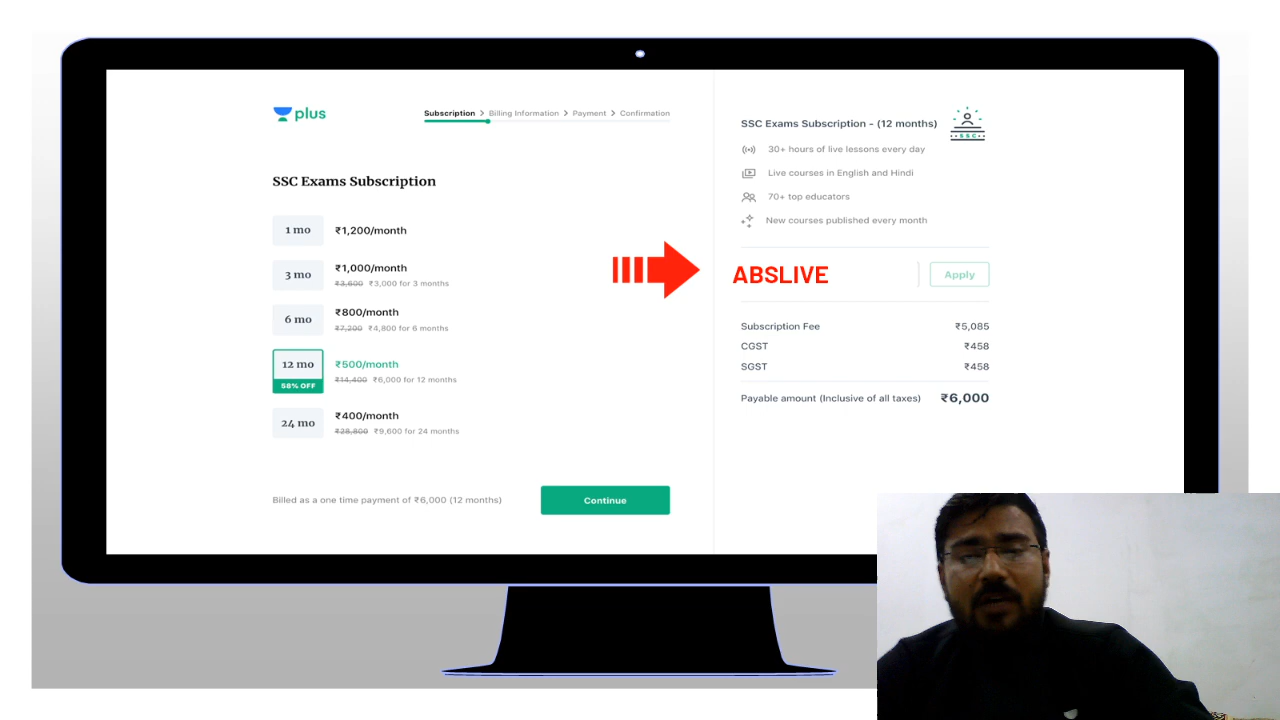 plus
Subscription > Billing Information > Payment > Confirmation
SSC Exams Subscription
1 mo ₹1,200/month
3 mo ₹1,000/month
₹3,600 ₹3,000 for 3 months
6 mo ₹800/month
₹7,200 ₹4,800 for 6 months
12 mo ₹500/month
58% OFF ₹14,400 ₹6,000 for 12 months
24 mo ₹400/month
₹28,800 ₹9,600 for 24 months
Billed as a one time payment of ₹6,000 (12 months) Continue
SSC Exams Subscription - (12 months)
SSC
30+ hours of live lessons every day
Live courses in English and Hindi
70+ top educators
New courses published every month
ABSLIVE Apply
Subscription Fee ₹5,085
CGST ₹458
SGST ₹458
Payable amount (Inclusive of all taxes) ₹6,000